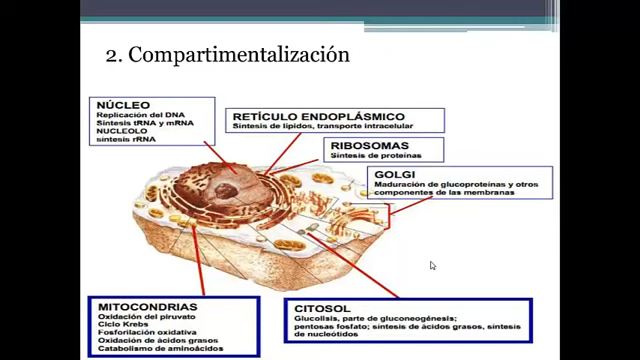 2. Compartimentalización
NÚCLEO
Replicación del DNA
Síntesis tRNA y mRNA
NUCLEOLO
síntesis rRNA
RETÍCULO ENDOPLÁSMICO
Síntesis de lípidos, transporte intracelular
RIBOSOMAS
Síntesis de proteínas
GOLGI
Maduración de glucoproteínas y otros
componentes de las membranas
MITOCONDRIAS
Oxidación del piruvato
Ciclo Krebs
Fosforilación oxidativa
Oxidación de ácidos grasos
Catabolismo de aminoácidos
CITOSOL
Glucolisis, parte de gluconeogénesis;
pentosas fosfato; síntesis de ácidos grasos, síntesis
de nucleótidos